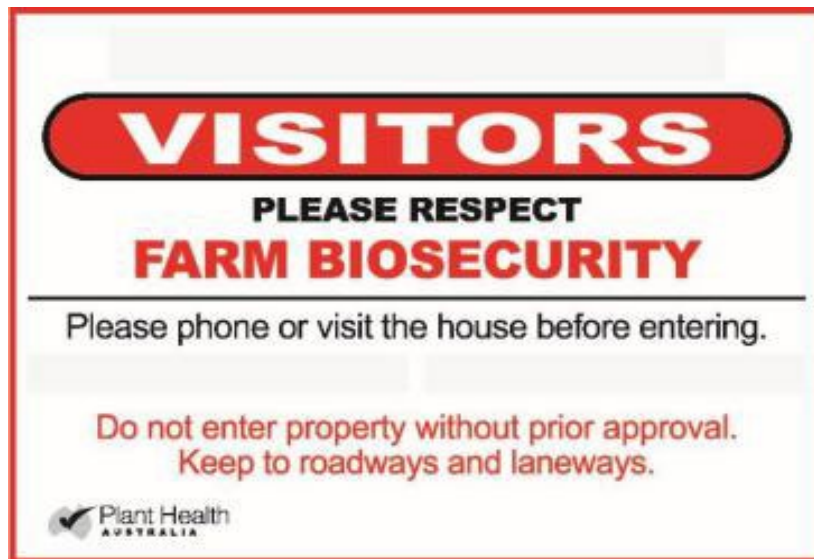 VISITORS
PLEASE RESPECT
FARM BIOSECURITY
Please phone or visit the house before entering.
Do not enter property without prior approval.
Keep to roadways and laneways.
Plant Health
AUSTRALIA